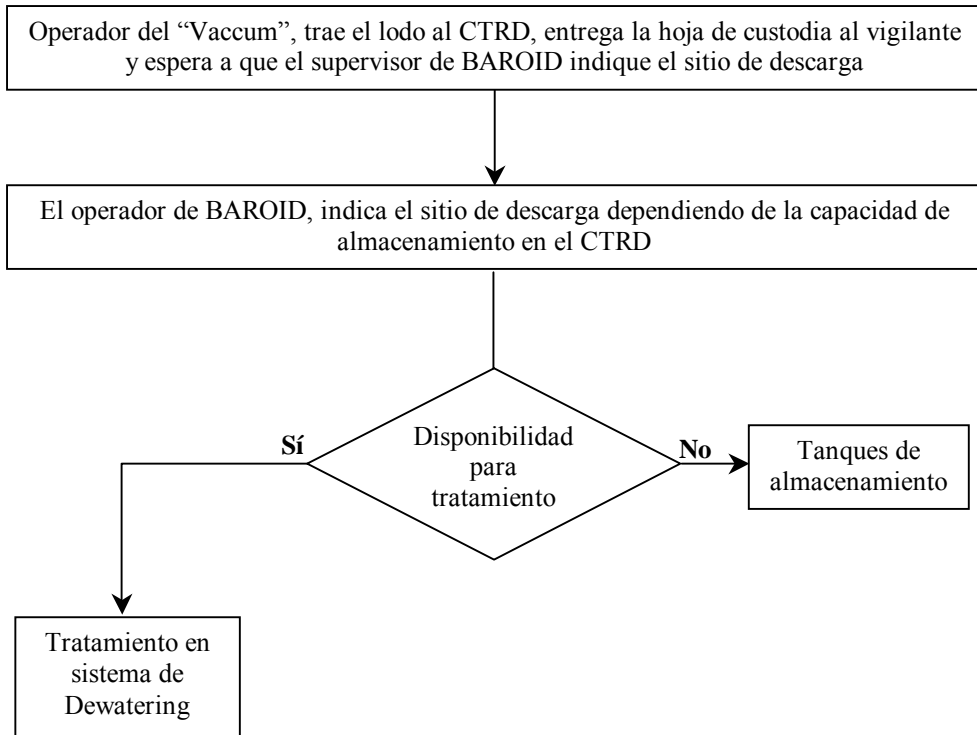 Operador del “Vaccum”, trae el lodo al CTRD, entrega la hoja de custodia al vigilante
y espera a que el supervisor de BAROID indique el sitio de descarga
El operador de BAROID, indica el sitio de descarga dependiendo de la capacidad de
almacenamiento en el CTRD
Disponibilidad
para
tratamiento
Sí
No
Tanques de
almacenamiento
Tratamiento en
sistema de
Dewatering